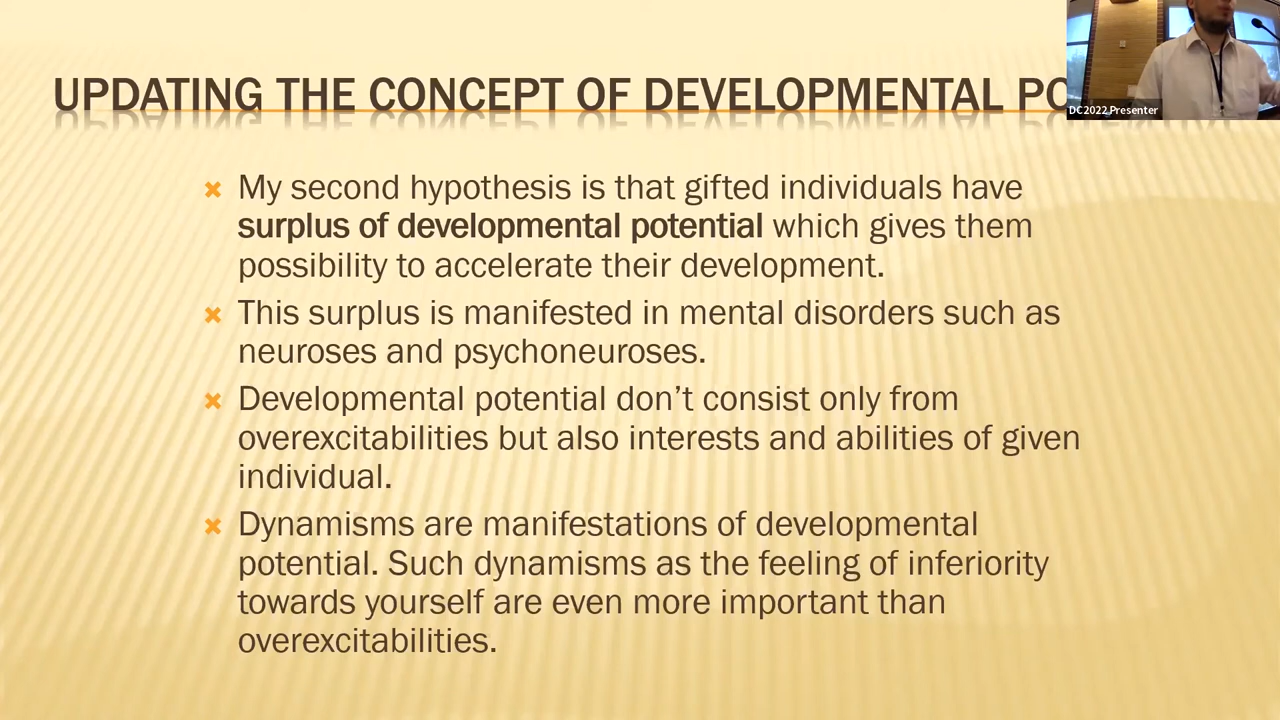 UPDATING THE CONCEPT OF DEVELOPMENTAL
DC2022 Presenter
My second hypothesis is that gifted individuals have
surplus of developmental potential which gives them
possibility to accelerate their development.
This surplus is manifested in mental disorders such as
neuroses and psychoneuroses.
Developmental potential don’t consist only from
overexcitabilities but also interests and abilities of given
individual.
Dynamisms are manifestations of developmental
potential. Such dynamisms as the feeling of inferiority
towards yourself are even more important than
overexcitabilities.